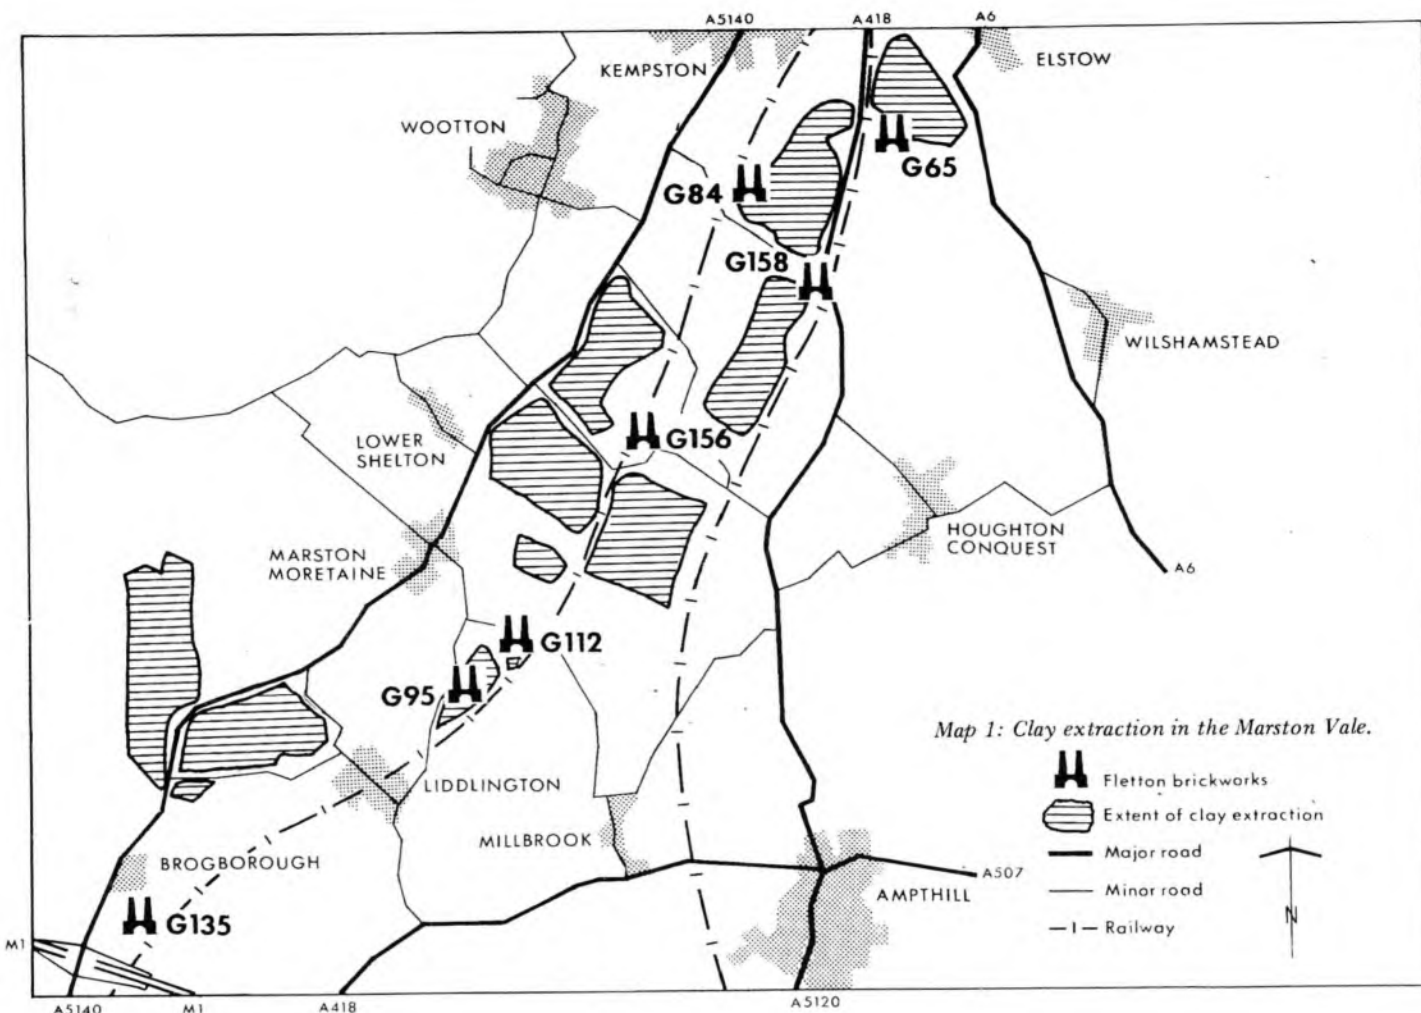 A5140
A418
A6
KEMPSTON
ELSTOW
WOOTTON
G65
G84
G158
WILSHAMSTEAD
LOWER
SHELTON
G156
HOUGHTON
CONQUEST
MARSTON
MORETAINE
A6
G112
G95
Map 1: Clay extraction in the Marston Vale.
Fletton brickworks
LIDDLINGTON
Extent of clay extraction
MILLBROOK
Major road
BROGBOROUGH
A507
Minor road
AMPTHILL
N
G135
Railway
M1
A5140
M1
A418
A5120